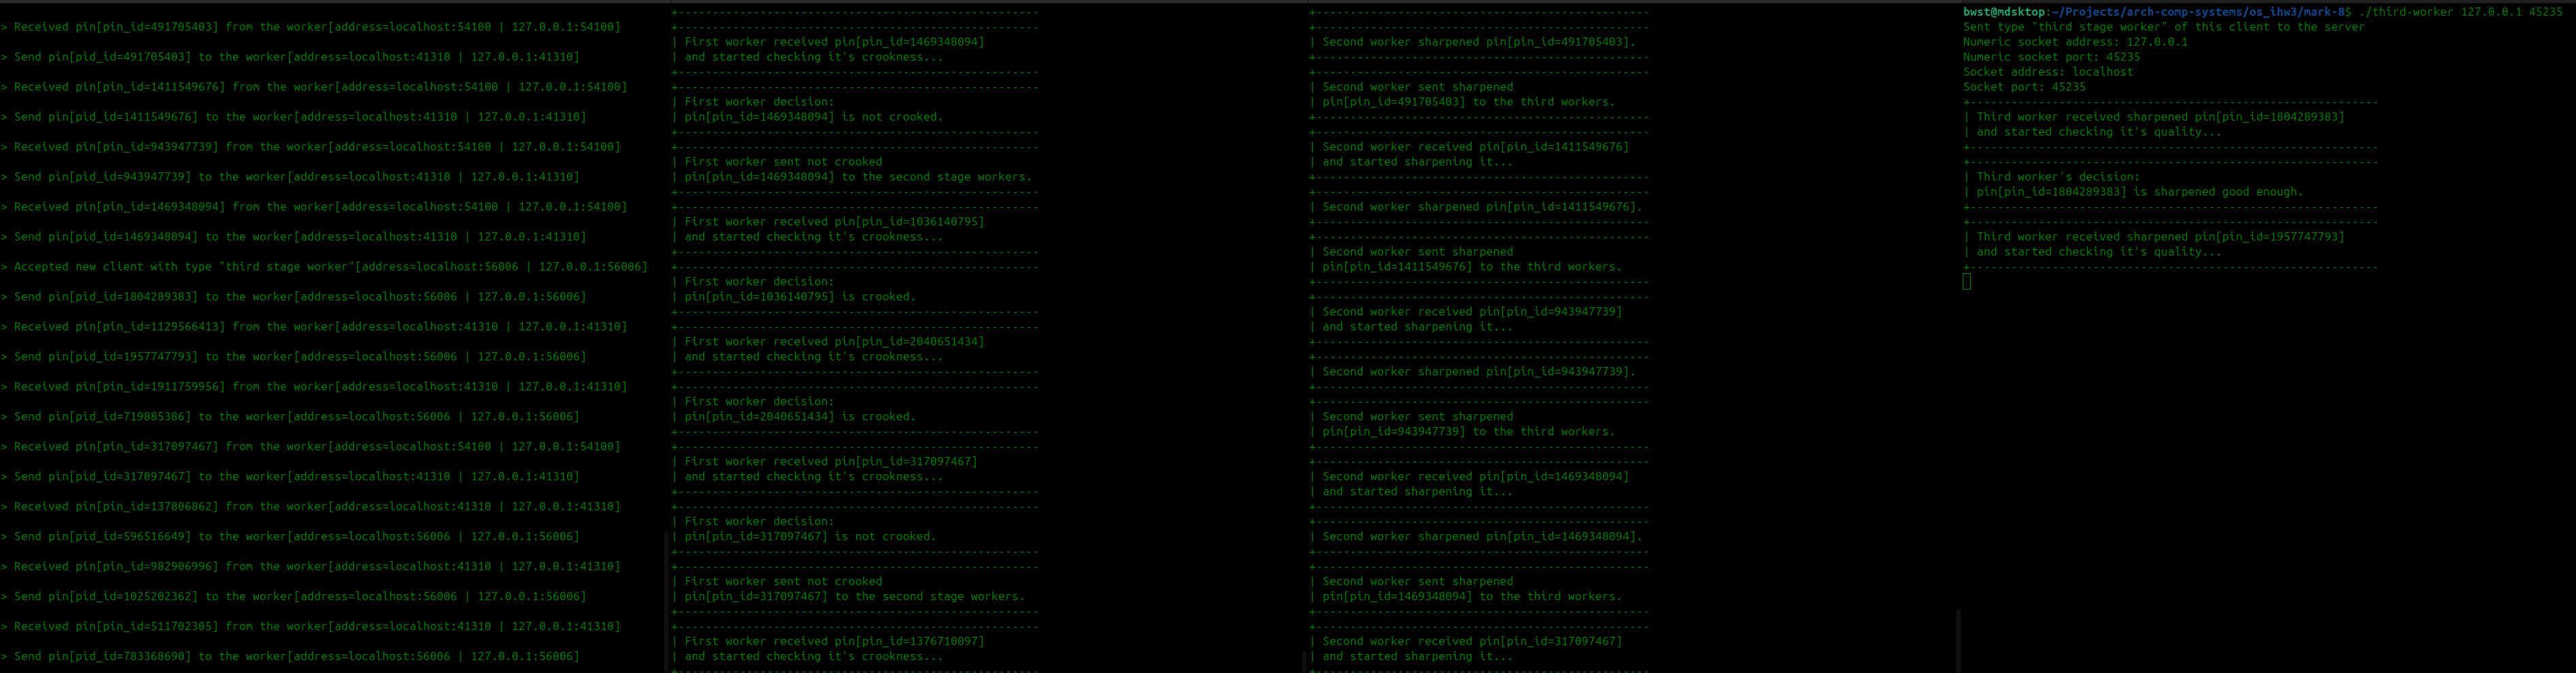 > Received pin[pin_id=491705403] from the worker[address=localhost:54100 | 127.0.0.1:54100]
> Send pin[pid_id=491705403] to the worker[address=localhost:41310 | 127.0.0.1:41310]
> Received pin[pin_id=1411549676] from the worker[address=localhost:54100 | 127.0.0.1:54100]
> Send pin[pid_id=1411549676] to the worker[address=localhost:41310 | 127.0.0.1:41310]
> Received pin[pin_id=943947739] from the worker[address=localhost:54100 | 127.0.0.1:54100]
> Send pin[pid_id=943947739] to the worker[address=localhost:41310 | 127.0.0.1:41310]
> Received pin[pin_id=1469348094] from the worker[address=localhost:54100 | 127.0.0.1:54100]
> Send pin[pid_id=1469348094] to the worker[address=localhost:41310 | 127.0.0.1:41310]
> Accepted new client with type "third stage worker"[address=localhost:56006 | 127.0.0.1:56006]
> Send pin[pid_id=1804289383] to the worker[address=localhost:56006 | 127.0.0.1:56006]
> Received pin[pin_id=1129566413] from the worker[address=localhost:41310 | 127.0.0.1:41310]
> Send pin[pid_id=1957747793] to the worker[address=localhost:56006 | 127.0.0.1:56006]
> Received pin[pin_id=1911759956] from the worker[address=localhost:41310 | 127.0.0.1:41310]
> Send pin[pid_id=719885386] to the worker[address=localhost:56006 | 127.0.0.1:56006]
> Received pin[pin_id=317097467] from the worker[address=localhost:54100 | 127.0.0.1:54100]
> Send pin[pid_id=317097467] to the worker[address=localhost:41310 | 127.0.0.1:41310]
> Received pin[pin_id=137806862] from the worker[address=localhost:41310 | 127.0.0.1:41310]
> Send pin[pid_id=596516649] to the worker[address=localhost:56006 | 127.0.0.1:56006]
> Received pin[pin_id=982906996] from the worker[address=localhost:41310 | 127.0.0.1:41310]
> Send pin[pid_id=1025202362] to the worker[address=localhost:56006 | 127.0.0.1:56006]
> Received pin[pin_id=511702305] from the worker[address=localhost:41310 | 127.0.0.1:41310]
> Send pin[pid_id=783368690] to the worker[address=localhost:56006 | 127.0.0.1:56006]
| First worker received pin[pin_id=1469348094]
| and started checking it's crookness...
| First worker decision:
| pin[pin_id=1469348094] is not crooked.
| First worker sent not crooked
| pin[pin_id=1469348094] to the second stage workers.
| First worker received pin[pin_id=1036140795]
| and started checking it's crookness...
| First worker decision:
| pin[pin_id=1036140795] is crooked.
| First worker received pin[pin_id=2040651434]
| and started checking it's crookness...
| First worker decision:
| pin[pin_id=2040651434] is crooked.
| First worker received pin[pin_id=317097467]
| and started checking it's crookness...
| First worker decision:
| pin[pin_id=317097467] is not crooked.
| First worker sent not crooked
| pin[pin_id=317097467] to the second stage workers.
| First worker received pin[pin_id=1376710097]
| and started checking it's crookness...
| Second worker sharpened pin[pin_id=491705403].
| Second worker sent sharpened
| pin[pin_id=491705403] to the third workers.
| Second worker received pin[pin_id=1411549676]
| and started sharpening it...
| Second worker sharpened pin[pin_id=1411549676].
| Second worker sent sharpened
| pin[pin_id=1411549676] to the third workers.
| Second worker received pin[pin_id=943947739]
| and started sharpening it...
| Second worker sharpened pin[pin_id=943947739].
| Second worker sent sharpened
| pin[pin_id=943947739] to the third workers.
| Second worker received pin[pin_id=1469348094]
| and started sharpening it...
| Second worker sharpened pin[pin_id=1469348094].
| Second worker sent sharpened
| pin[pin_id=1469348094] to the third workers.
| Second worker received pin[pin_id=317097467]
| and started sharpening it...
bwst@mdsktop:~/Projects/arch-comp-systems/os_ihw3/mark-8$ ./third-worker 127.0.0.1 45235
Sent type "third stage worker" of this client to the server
Numeric socket address: 127.0.0.1
Numeric socket port: 45235
Socket address: localhost
Socket port: 45235
| Third worker received sharpened pin[pin_id=1804289383]
| and started checking it's quality...
| Third worker's decision:
| pin[pin_id=1804289383] is sharpened good enough.
| Third worker received sharpened pin[pin_id=1957747793]
| and started checking it's quality...